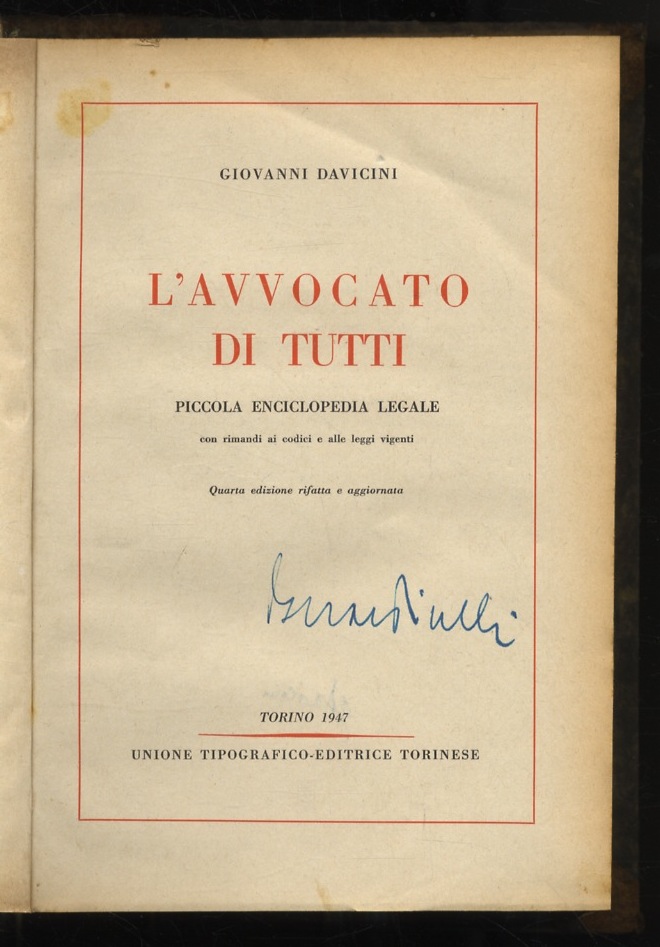 GIOVANNI DAVICINI
L'AVVOCATO
DI TUTTI
PICCOLA ENCICLOPEDIA LEGALE
con rimandi ai codici e alle leggi vigenti
Quarta edizione rifatta e aggiornata
TORINO 1947
UNIONE TIPOGRAFICO-EDITRICE TORINESE